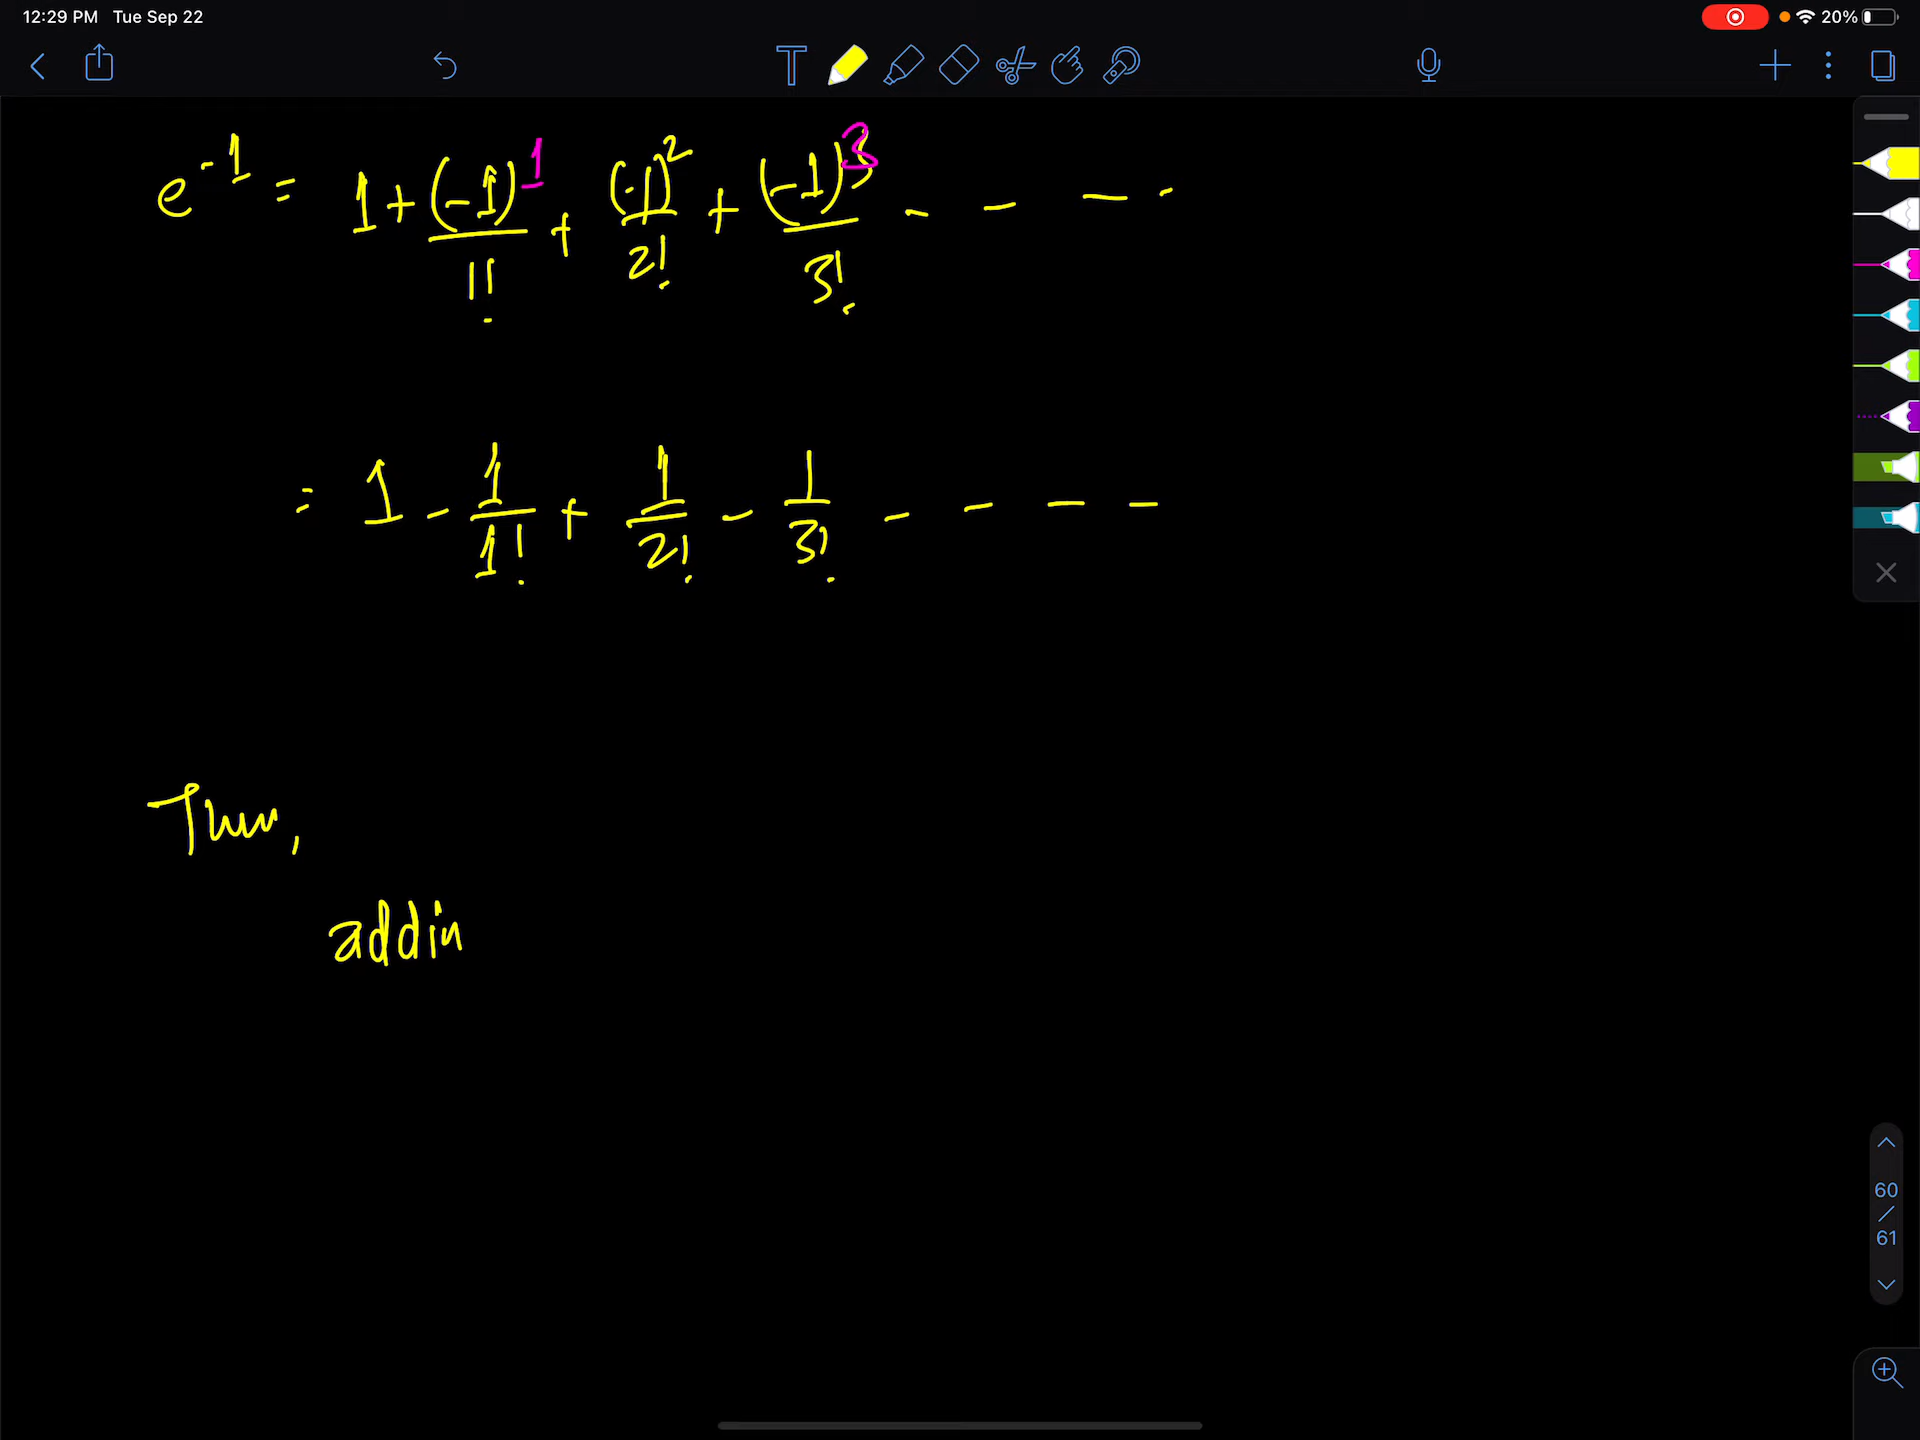 12:29 PM Tue Sep 22
20%
e^-1 = 1 + (-1)^1/1! + (-1)^2/2! + (-1)^3/3! - - - -
= 1 - 1/1! + 1/2! - 1/3! - - - -
addin
60
/
61